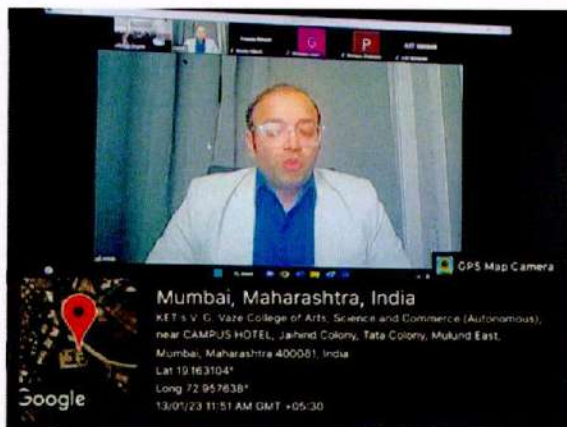 G
P
GPS Map Camera
Mumbai, Maharashtra, India
KET's V. G. Vaze College of Arts, Science and Commerce (Autonomous),
near CAMPUS HOTEL, Jaihind Colony, Tata Colony, Mulund East,
Mumbai, Maharashtra 400081, India
Lat 19.163104°
Long 72.957638°
13/01/23 11:51 AM GMT +05:30
Google